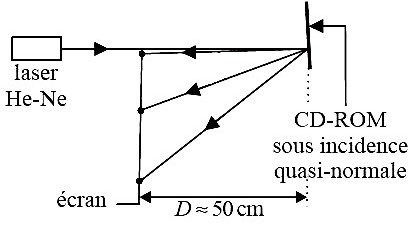 laser
He-Ne
CD-ROM
sous incidence
quasi-normale
écran
D ≈ 50 cm